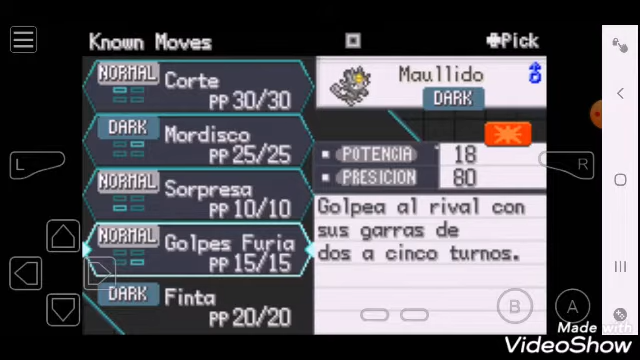 Known Moves
Pick
NORMAL Corte
PP 30/30
DARK Mordisco
PP 25/25
NORMAL Sorpresa
PP 10/10
NORMAL Golpes Furia
PP 15/15
DARK Finta
PP 20/20
Maullido
DARK
POTENCIA 18
PRESICION 80
Golpea al rival con
sus garras de
dos a cinco turnos.
L
R
B
A
Made with
VideoShow